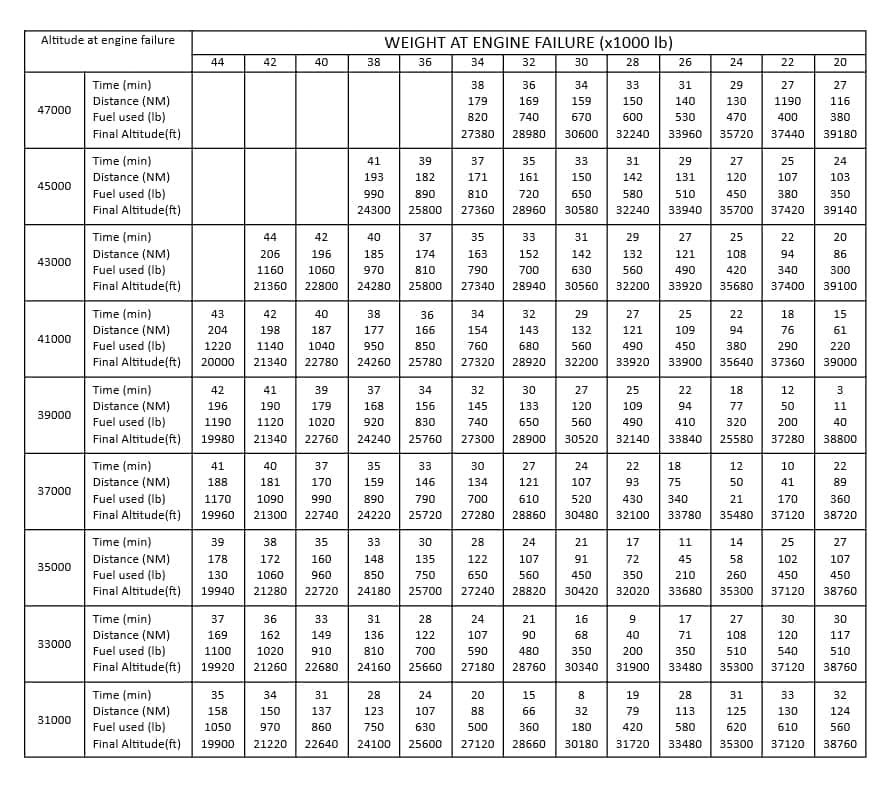 Altitude at engine failure WEIGHT AT ENGINE FAILURE (x1000 lb)
44 42 40 38 36 34 32 30 28 26 24 22 20
47000
Time (min) 38 36 34 33 31 29 27 27
Distance (NM) 179 169 159 150 140 130 1190 116
Fuel used (lb) 820 740 670 600 530 470 400 380
Final Altitude(ft) 27380 28980 30600 32240 33960 35720 37440 39180
45000
Time (min) 41 39 37 35 33 31 29 27 25 24
Distance (NM) 193 182 171 161 150 142 131 120 107 103
Fuel used (lb) 990 890 810 720 650 580 510 450 380 350
Final Altitude(ft) 24300 25800 27360 28960 30580 32240 33940 35700 37420 39140
43000
Time (min) 44 42 40 37 35 33 31 29 27 25 22 20
Distance (NM) 206 196 185 174 163 152 142 132 121 108 94 86
Fuel used (lb) 1160 1060 970 810 790 700 630 560 490 420 340 300
Final Altitude(ft) 21360 22800 24280 25800 27340 28940 30560 32200 33920 35680 37400 39100
41000
Time (min) 43 42 40 38 36 34 32 29 27 25 22 18 15
Distance (NM) 204 198 187 177 166 154 143 132 121 109 94 76 61
Fuel used (lb) 1220 1140 1040 950 850 760 680 560 490 450 380 290 220
Final Altitude(ft) 20000 21340 22780 24260 25780 27320 28920 32200 33920 33900 35640 37360 39000
39000
Time (min) 42 41 39 37 34 32 30 27 25 22 18 12 3
Distance (NM) 196 190 179 168 156 145 133 120 109 94 77 50 11
Fuel used (lb) 1190 1120 1020 920 830 740 650 560 490 410 320 200 40
Final Altitude(ft) 19980 21340 22760 24240 25760 27300 28900 30520 32140 33840 25580 37280 38800
37000
Time (min) 41 40 37 35 33 30 27 24 22 18 12 10 22
Distance (NM) 188 181 170 159 146 134 121 107 93 75 50 41 89
Fuel used (lb) 1170 1090 990 890 790 700 610 520 430 340 21 170 360
Final Altitude(ft) 19960 21300 22740 24220 25720 27280 28860 30480 32100 33780 35480 37120 38720
35000
Time (min) 39 38 35 33 30 28 24 21 17 11 14 25 27
Distance (NM) 178 172 160 148 135 122 107 91 72 45 58 102 107
Fuel used (lb) 130 1060 960 850 750 650 560 450 350 210 260 450 450
Final Altitude(ft) 19940 21280 22720 24180 25700 27240 28820 30420 32020 33680 35300 37120 38760
33000
Time (min) 37 36 33 31 28 24 21 16 9 17 27 30 30
Distance (NM) 169 162 149 136 122 107 90 68 40 71 108 120 117
Fuel used (lb) 1100 1020 910 810 700 590 480 350 200 350 510 540 510
Final Altitude(ft) 19920 21260 22680 24160 25660 27180 28760 30340 31900 33480 35300 37120 38760
31000
Time (min) 35 34 31 28 24 20 15 8 19 28 31 33 32
Distance (NM) 158 150 137 123 107 88 66 32 79 113 125 130 124
Fuel used (lb) 1050 970 860 750 630 500 360 180 420 580 620 610 560
Final Altitude(ft) 19900 21220 22640 24100 25600 27120 28660 30180 31720 33480 35300 37120 38760